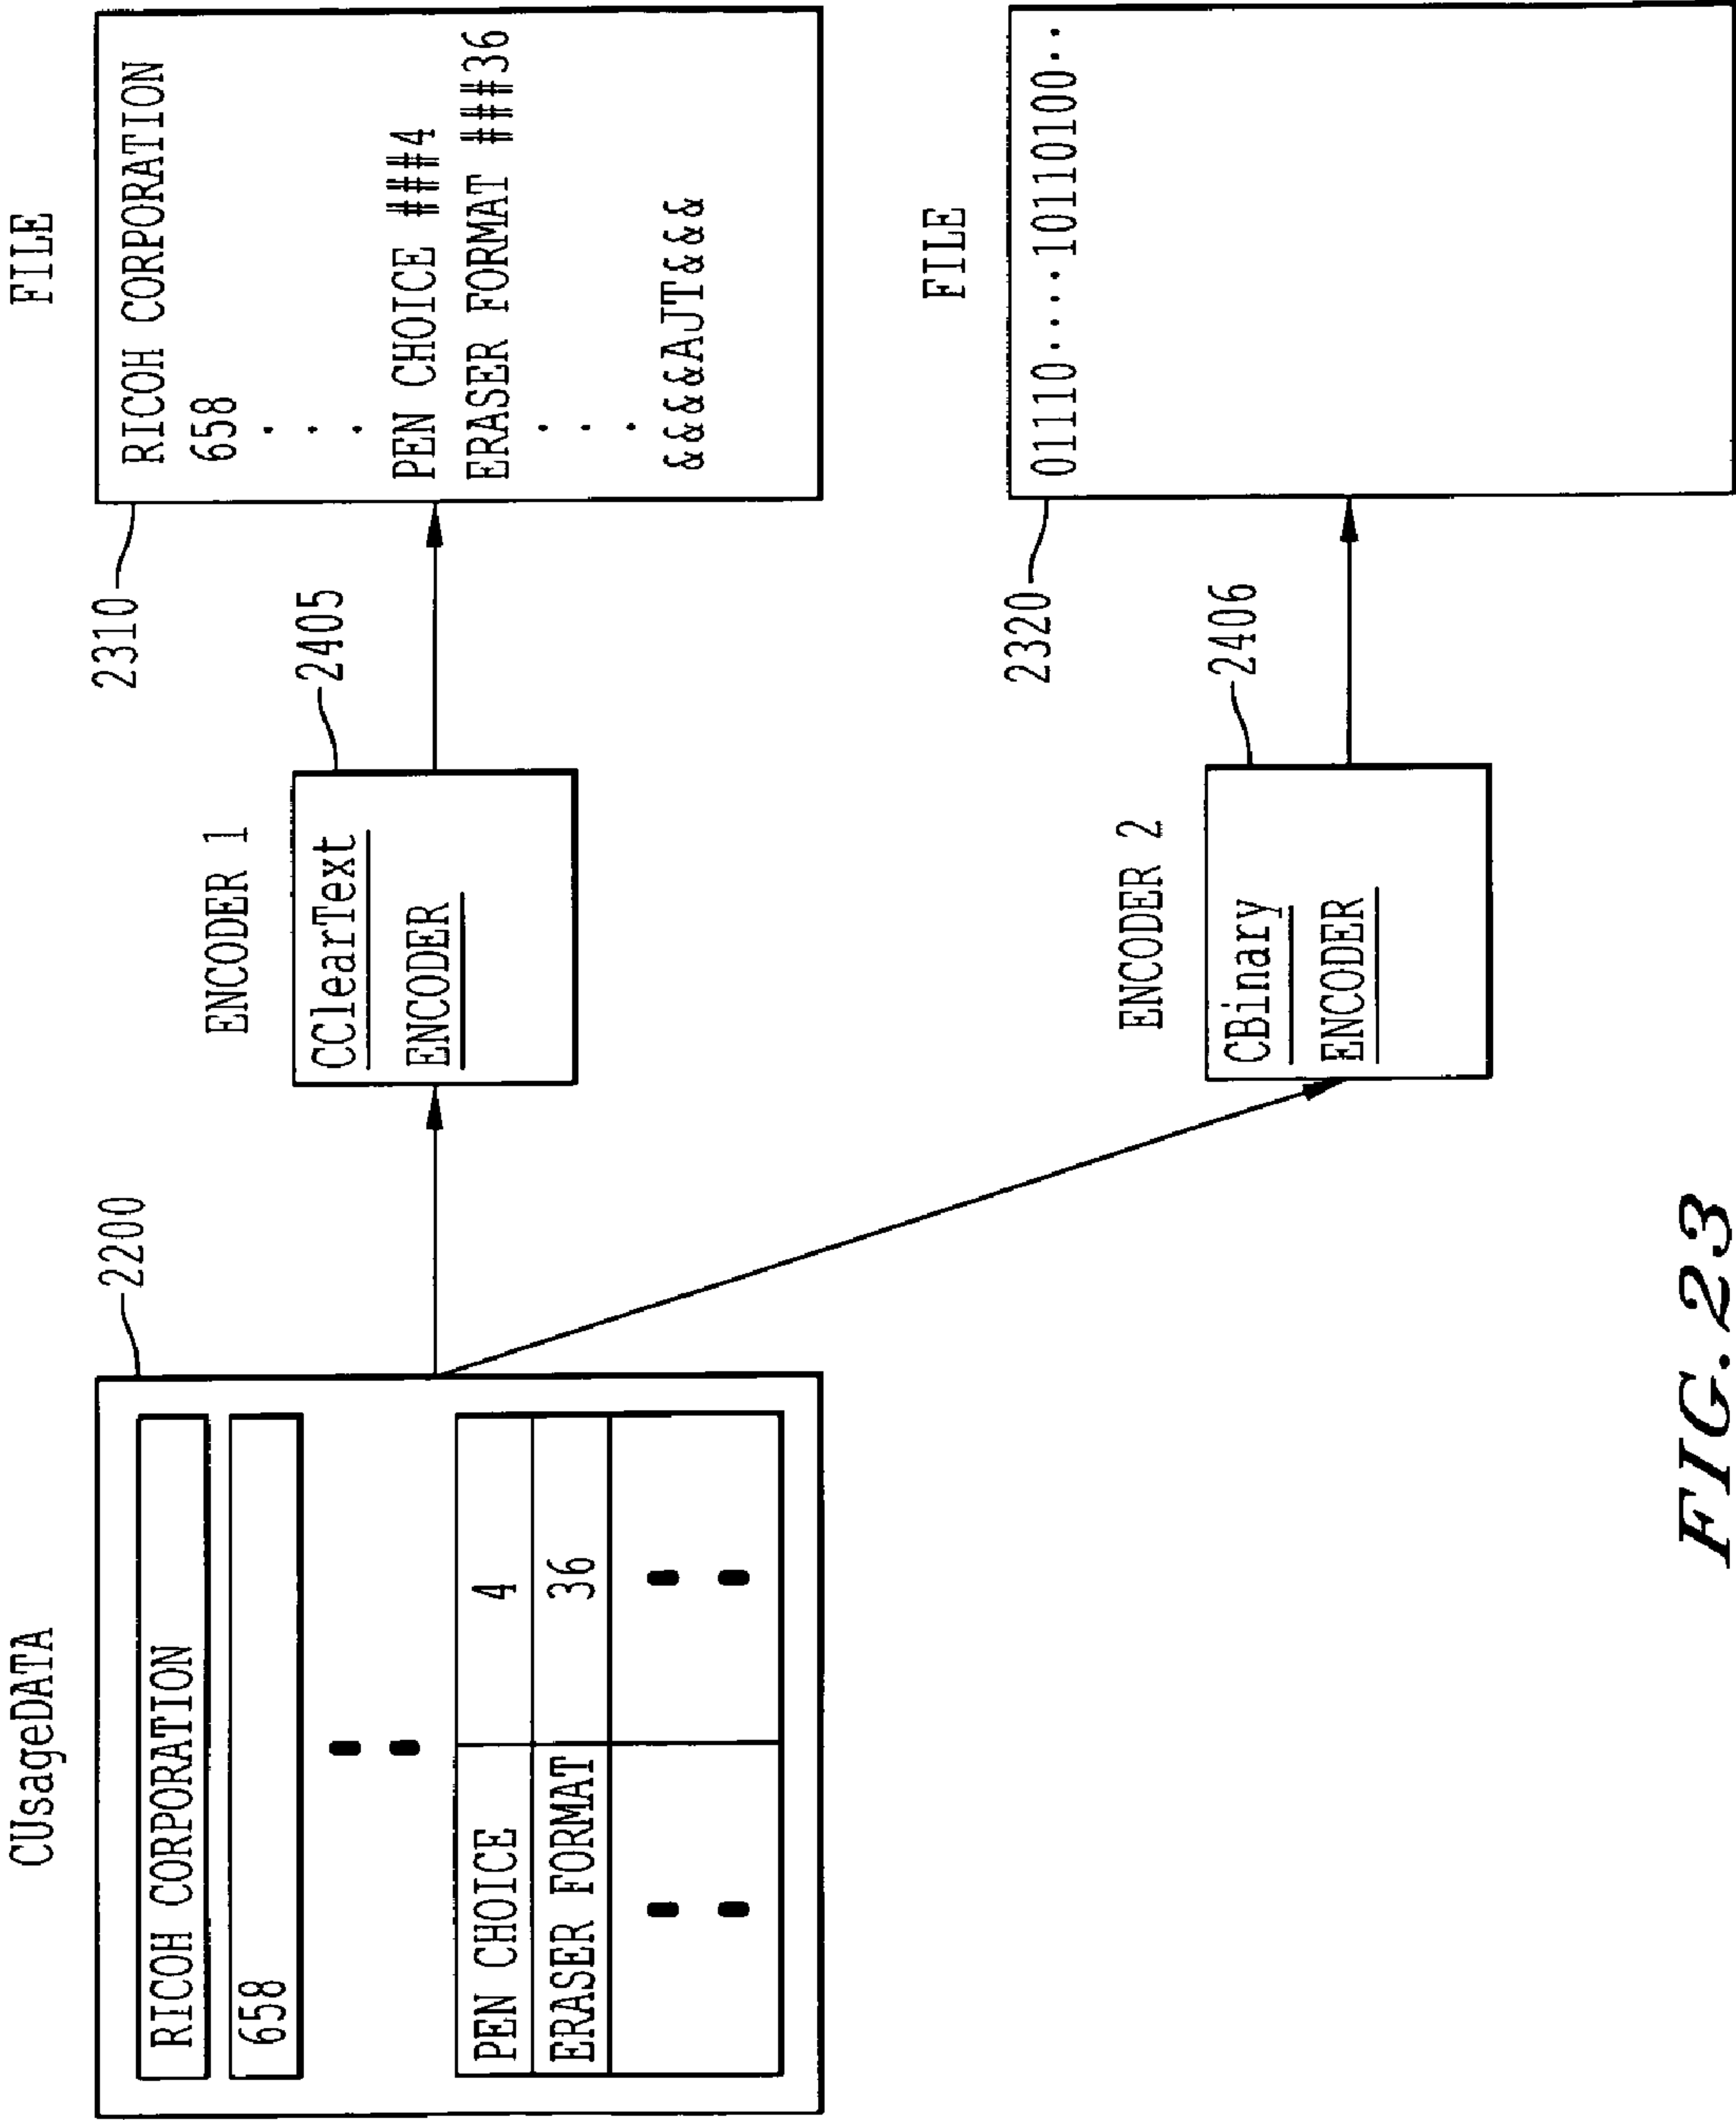 CUsageDATA
2200
RICOH CORPORATION
658
PEN CHOICE 4
ERASER FORMAT 36
ENCODER 1
2405
CClearText
ENCODER
FILE
2310
RICOH CORPORATION
658
PEN CHOICE ###4
ERASER FORMAT ###36
&&&&AJT&&&
ENCODER 2
2406
CBinary
ENCODER
FILE
2320
01110····10110100··
FIG.23